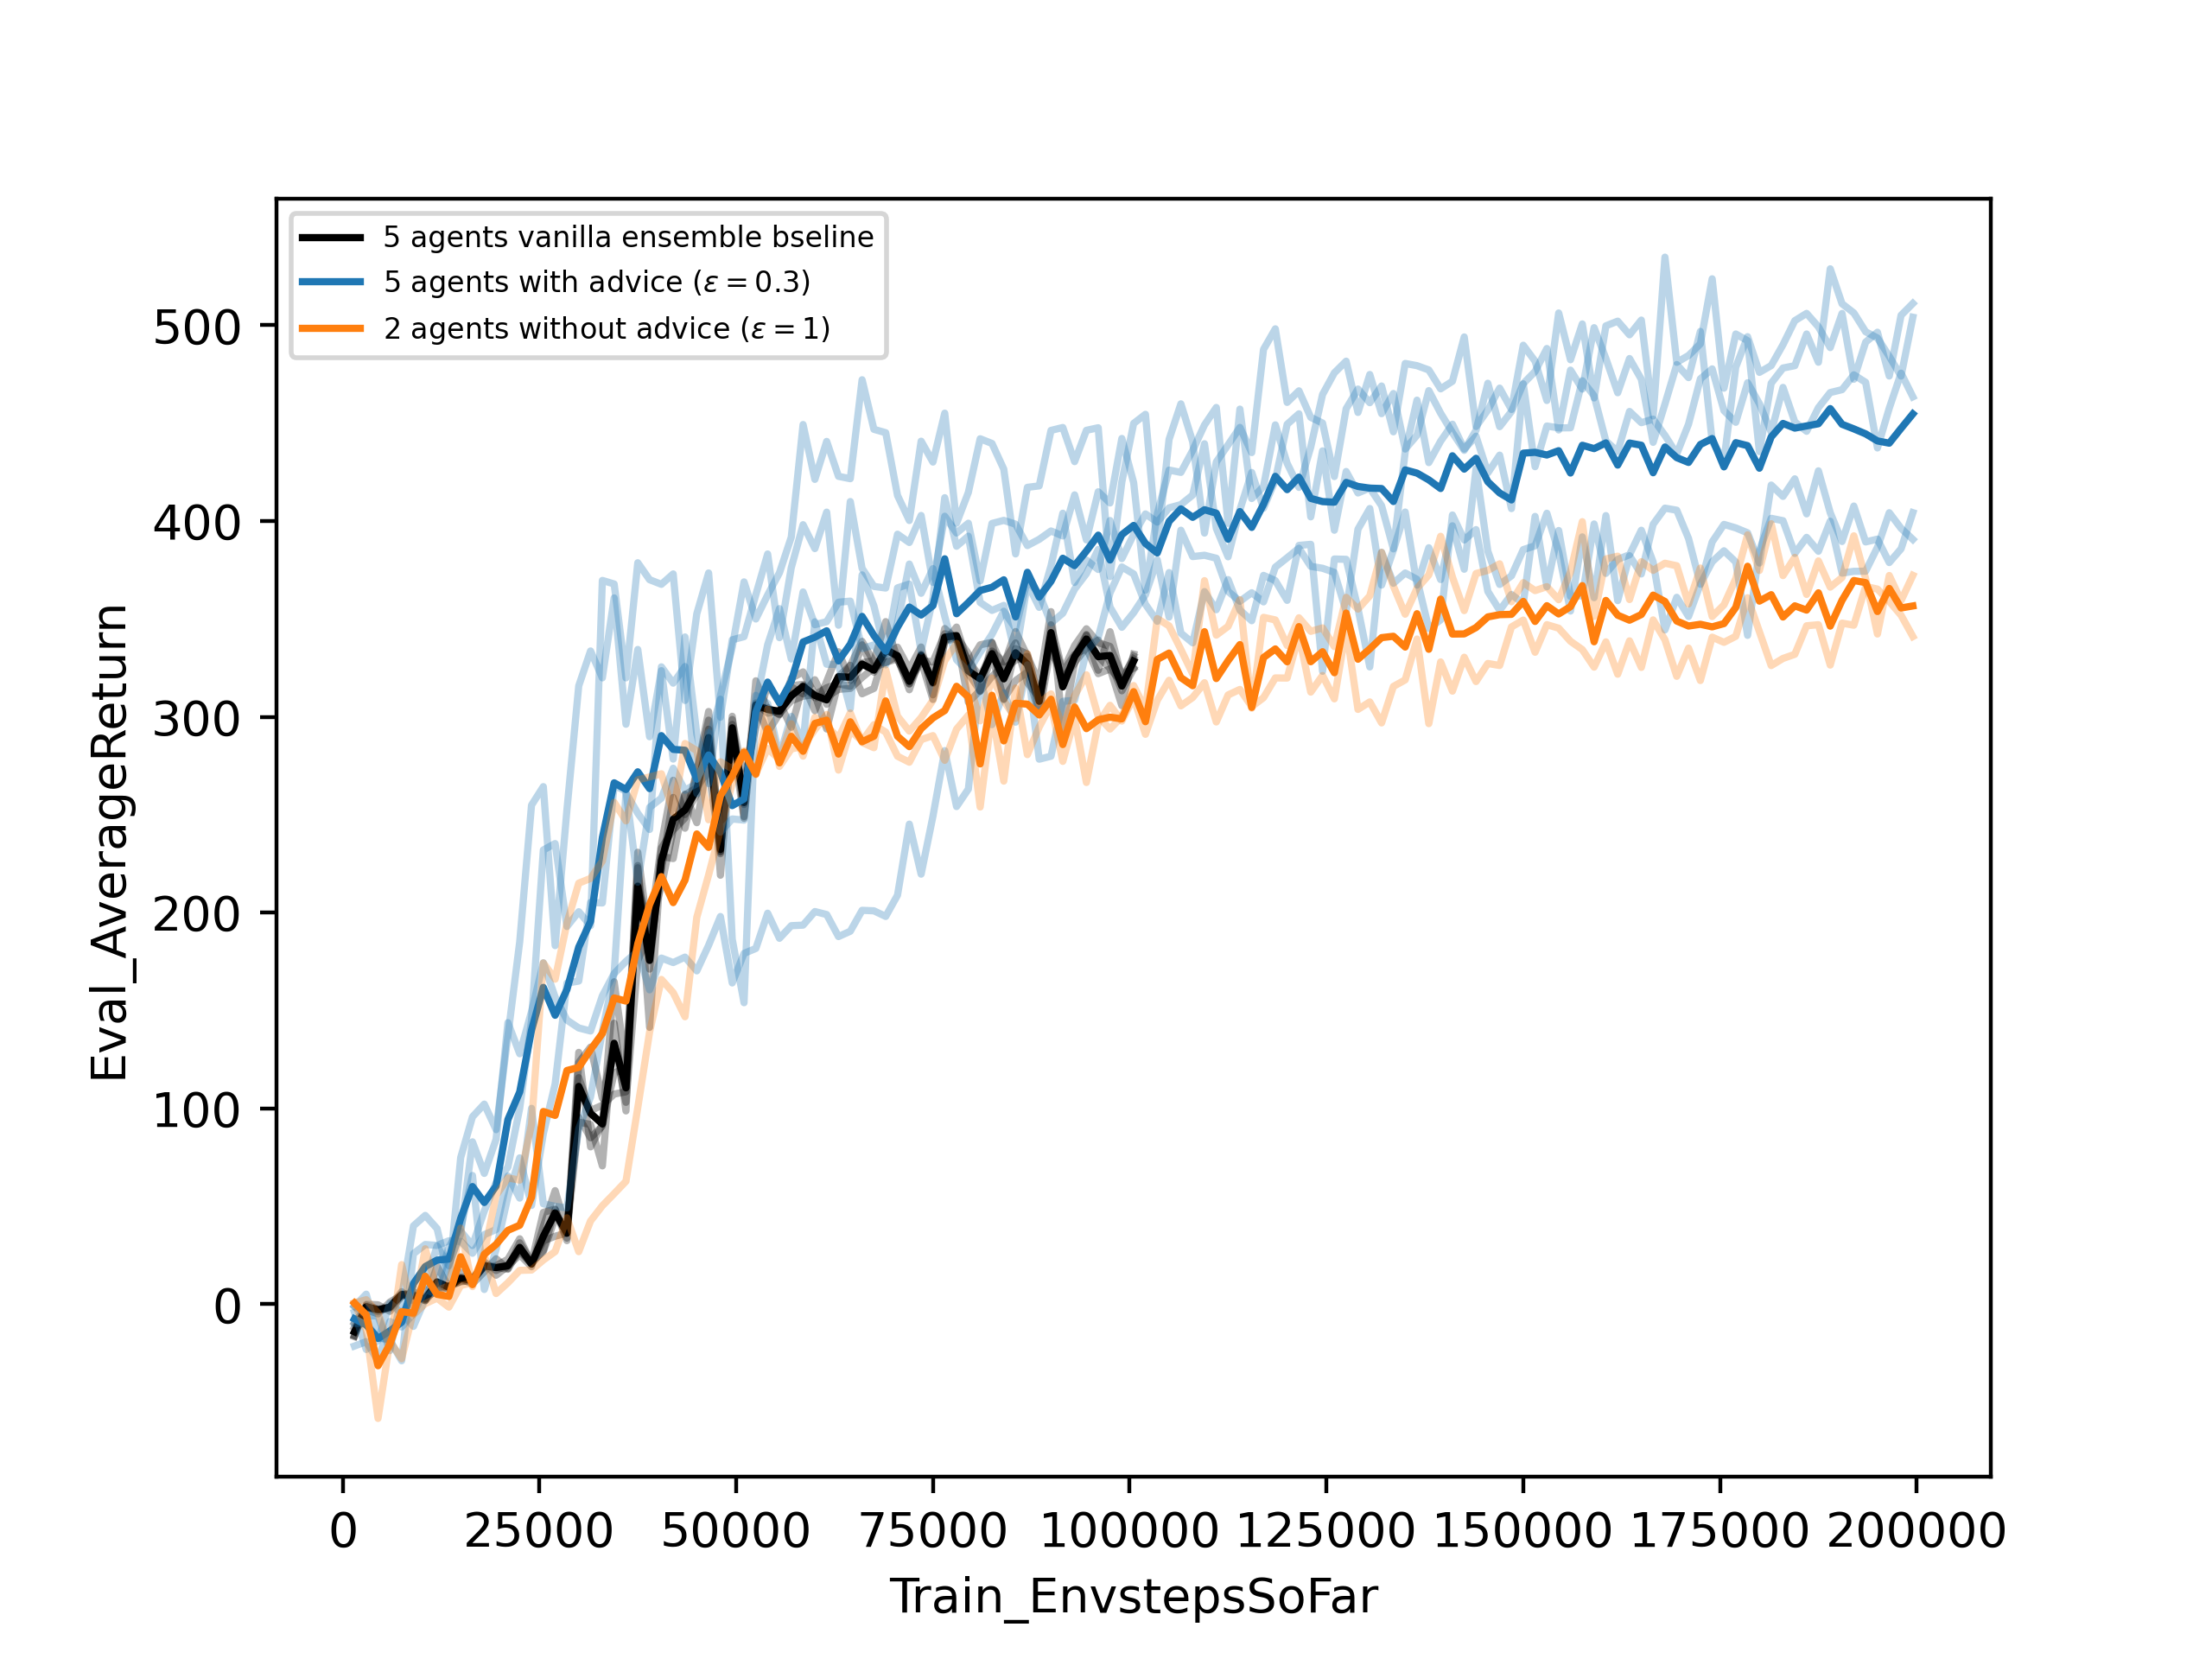 5 agents vanilla ensemble bseline
5 agents with advice (ε = 0.3)
2 agents without advice (ε = 1)
500
400
300
200
100
0
Eval_AverageReturn
0 25000 50000 75000 100000 125000 150000 175000 200000
Train_EnvstepsSoFar